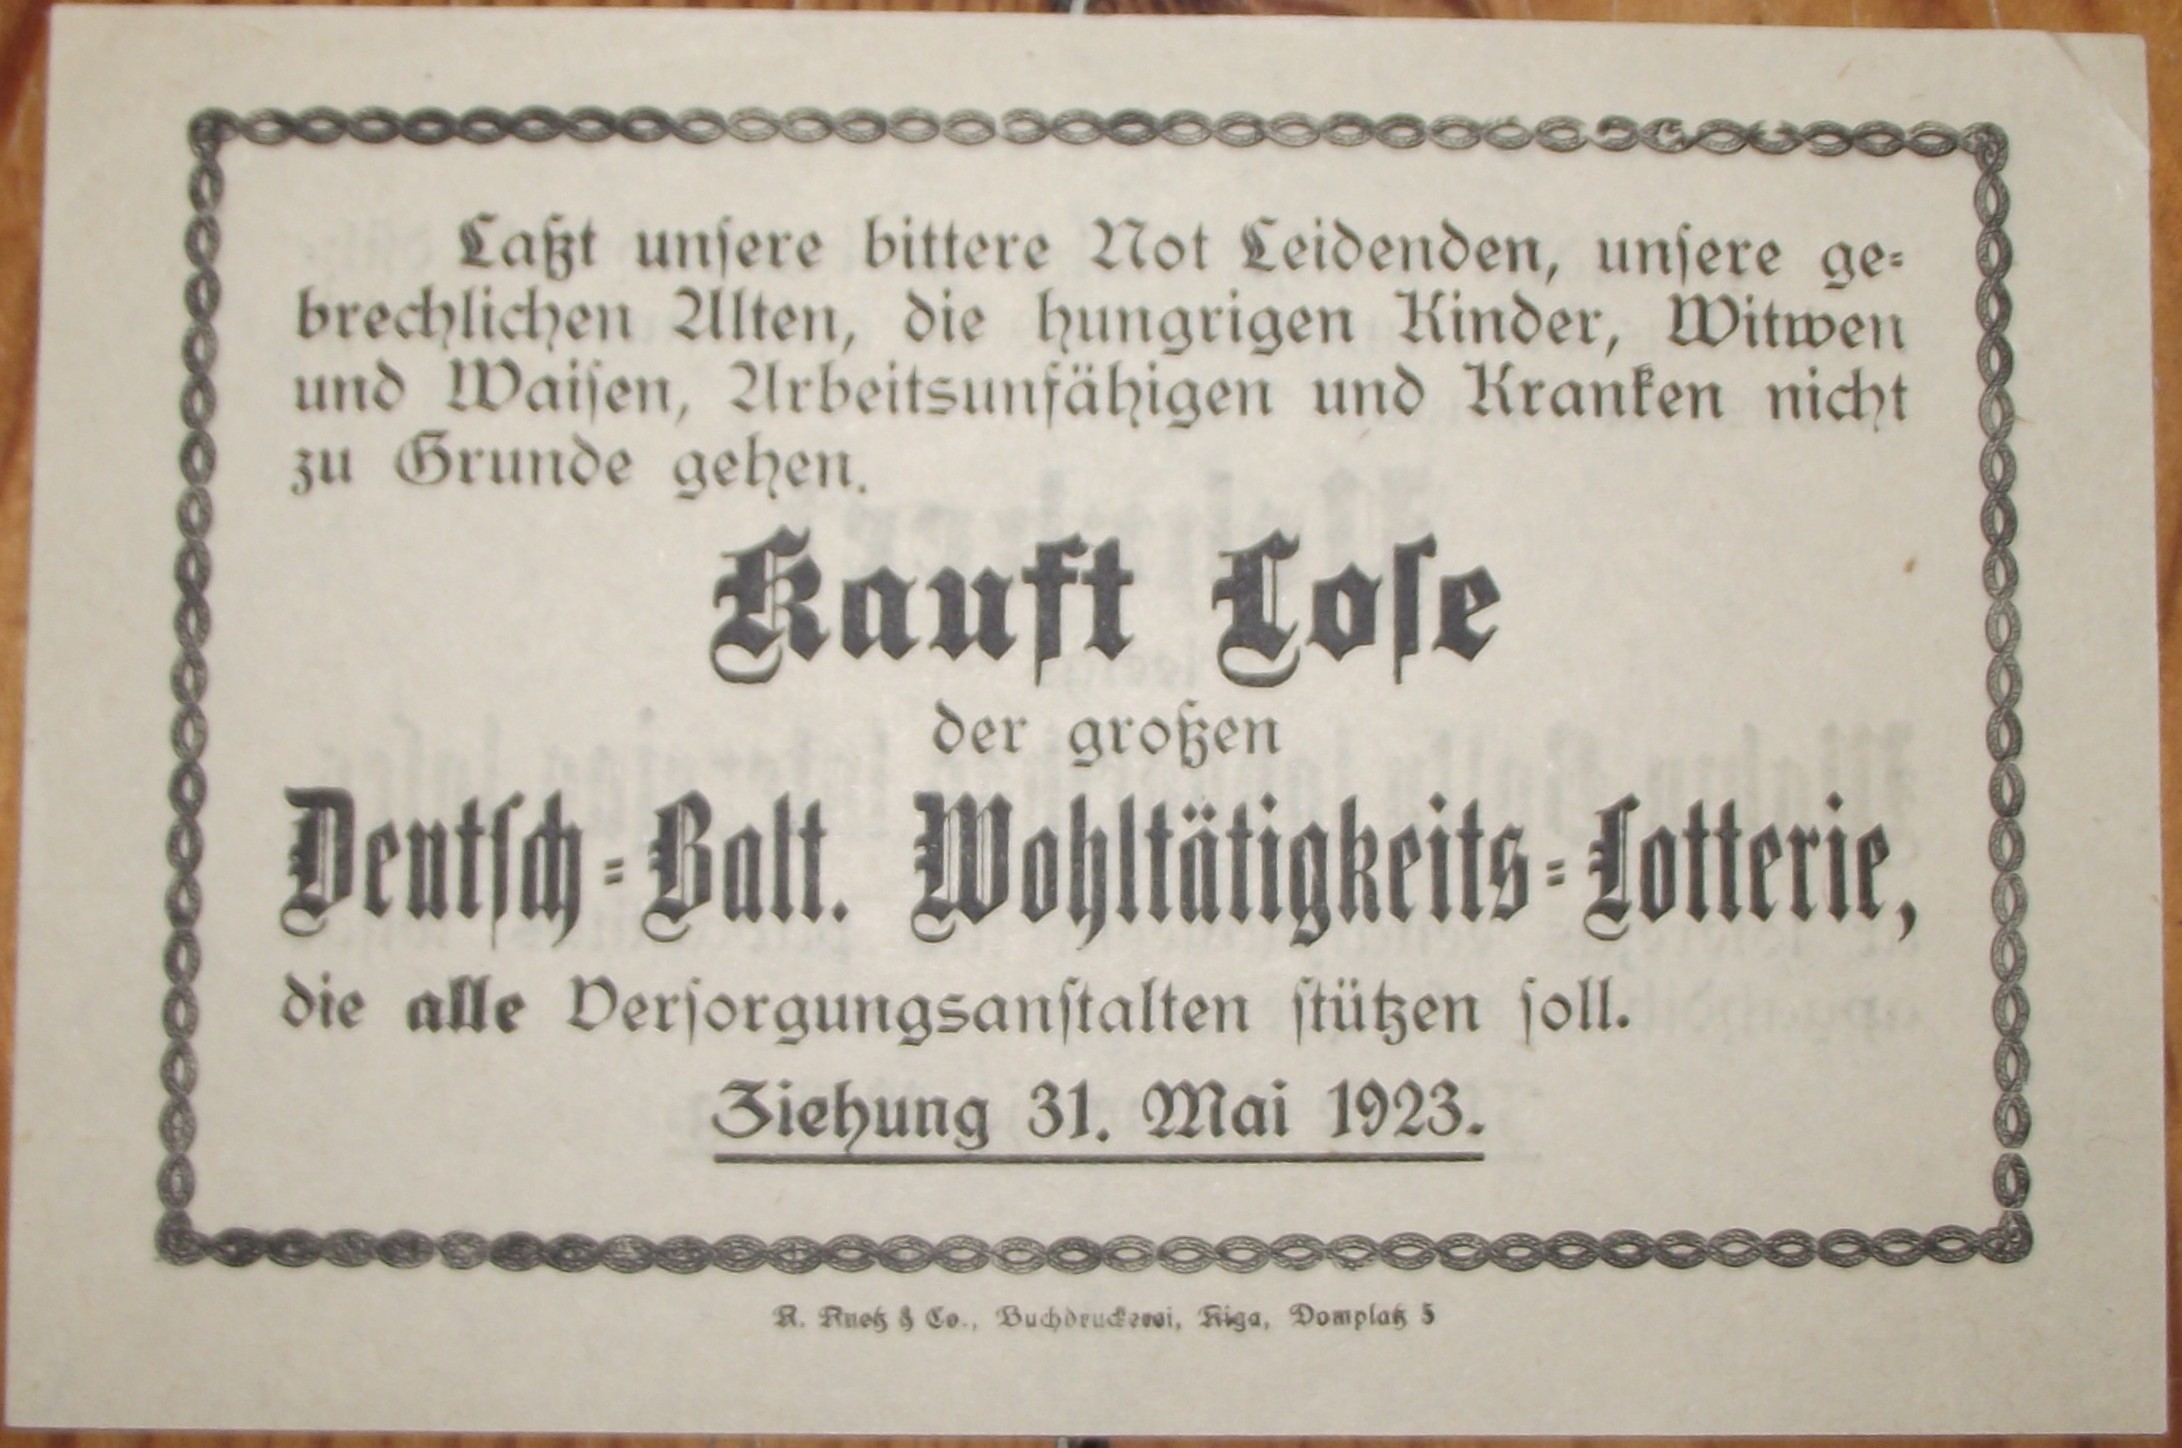 Laßt unsere bittere Not Leidenden, unsere ge-
brechlichen Alten, die hungrigen Kinder, Witwen
und Waisen, Arbeitsunfähigen und Kranken nicht
zu Grunde gehen.
Kauft Lose
der großen
Deutsch-Balt. Wohltätigkeits-Lotterie,
die alle Versorgungsanstalten stützen soll.
Ziehung 31. Mai 1923.
& Co., Buchdruckerei, Riga, Domplatz 5